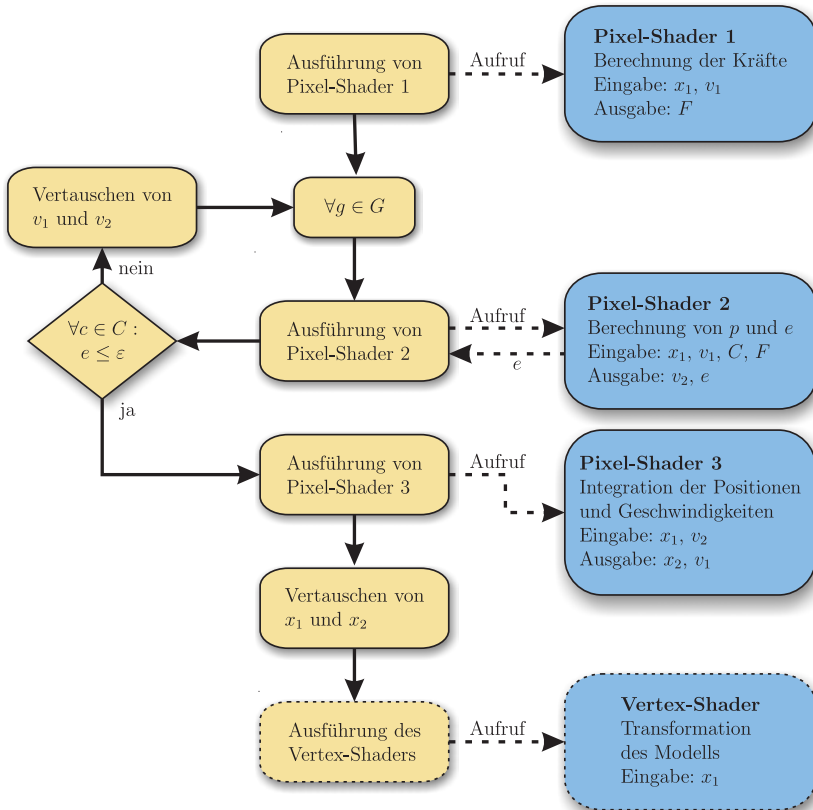 Ausführung von
Pixel-Shader 1
Aufruf
Pixel-Shader 1
Berechnung der Kräfte
Eingabe: x₁, v₁
Ausgabe: F
Vertauschen von
v₁ und v₂
∀g ∈ G
nein
∀c ∈ C :
e ≤ ε
ja
Ausführung von
Pixel-Shader 2
Aufruf
e
Pixel-Shader 2
Berechnung von p und e
Eingabe: x₁, v₁, C, F
Ausgabe: v₂, e
Ausführung von
Pixel-Shader 3
Aufruf
Pixel-Shader 3
Integration der Positionen
und Geschwindigkeiten
Eingabe: x₁, v₂
Ausgabe: x₂, v₁
Vertauschen von
x₁ und x₂
Ausführung des
Vertex-Shaders
Aufruf
Vertex-Shader
Transformation
des Modells
Eingabe: x₁